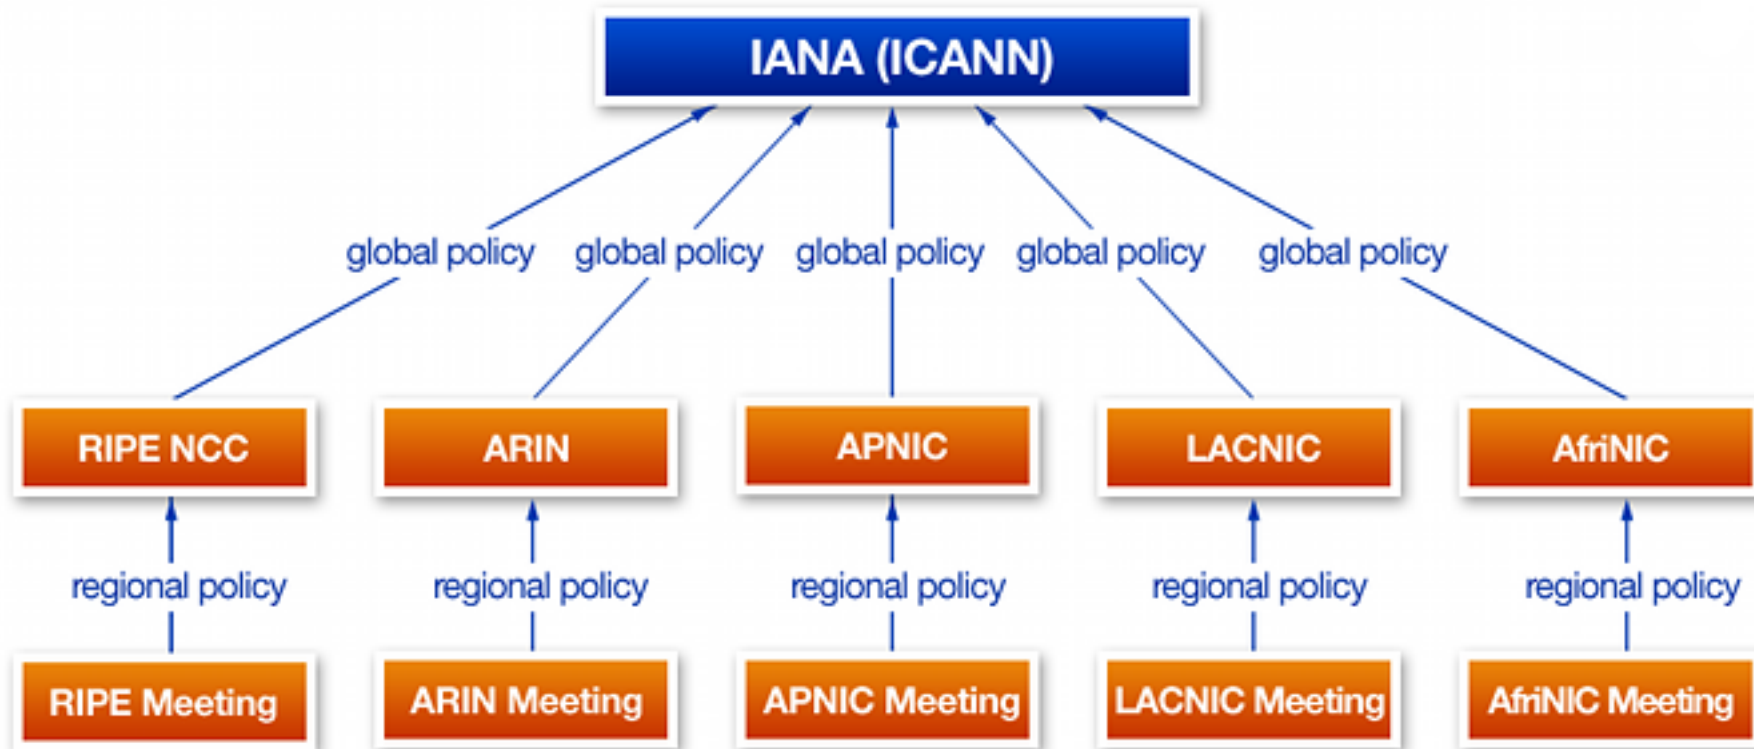 IANA (ICANN)
global policy
global policy
global policy
global policy
global policy
RIPE NCC
ARIN
APNIC
LACNIC
AfriNIC
regional policy
regional policy
regional policy
regional policy
regional policy
RIPE Meeting
ARIN Meeting
APNIC Meeting
LACNIC Meeting
AfriNIC Meeting